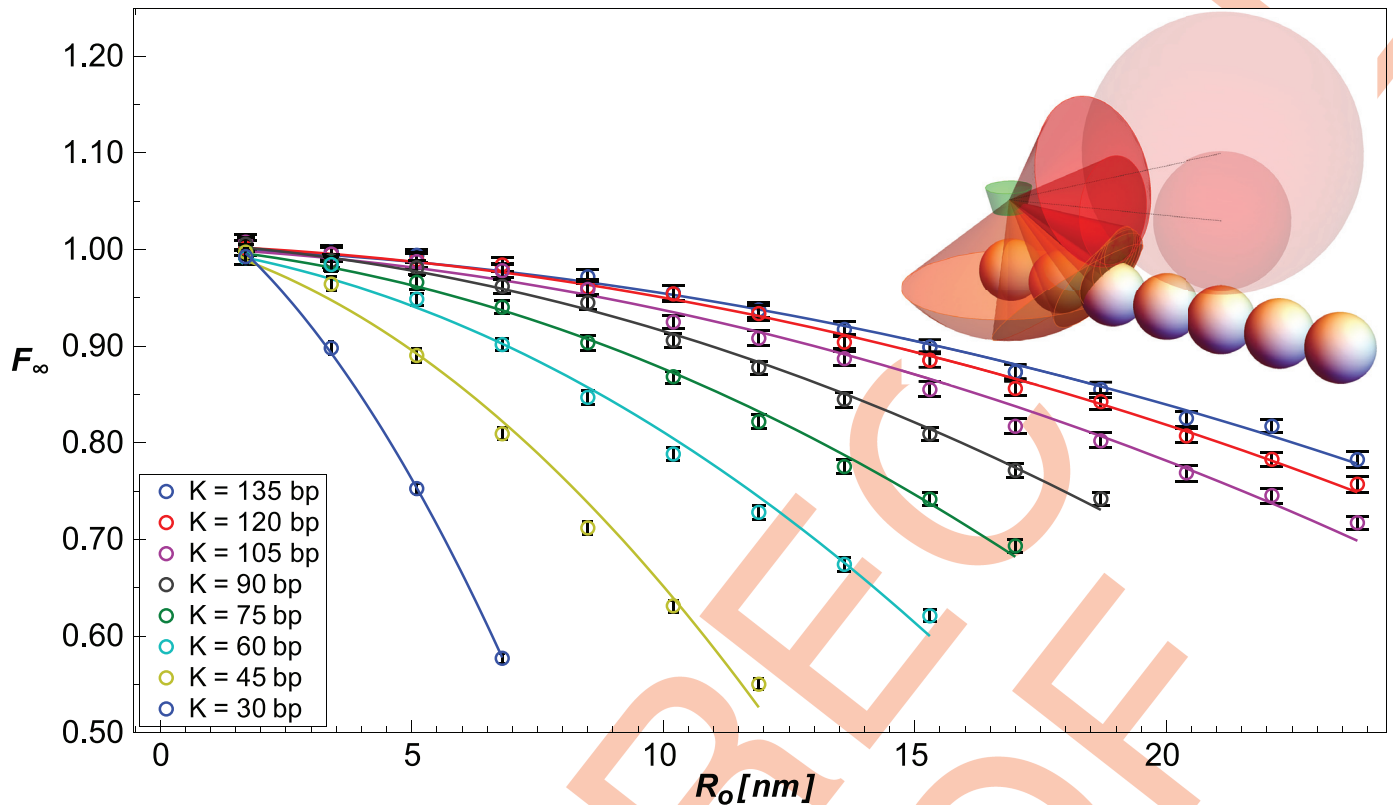 1.20
1.10
1.00
0.90
0.80
0.70
0.60
0.50
F∞
K = 135 bp
K = 120 bp
K = 105 bp
K = 90 bp
K = 75 bp
K = 60 bp
K = 45 bp
K = 30 bp
0
5
10
15
20
Ro[nm]
REC
OF